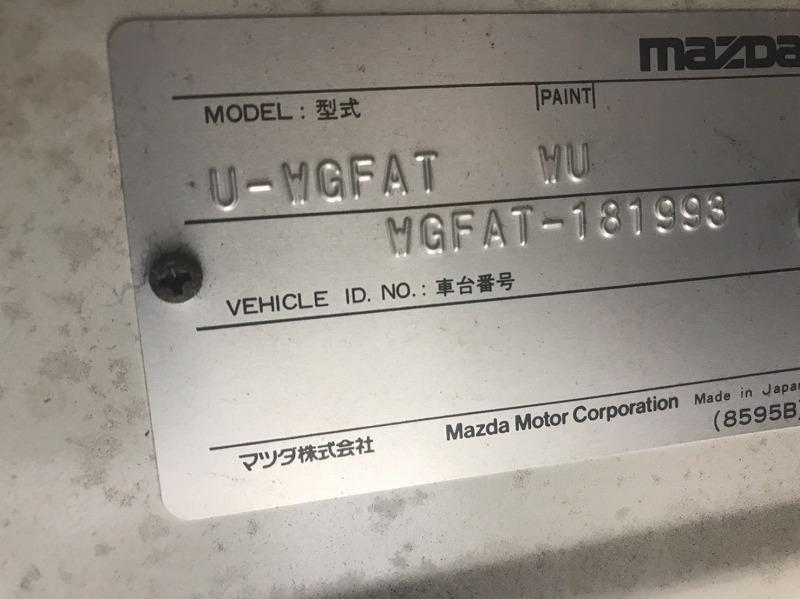 mazda
MODEL : 型式 PAINT
U-WGFAT WU
WGFAT-181993
VEHICLE ID. NO. : 車台番号
マツダ株式会社 Mazda Motor Corporation Made in Japan
(8595B)